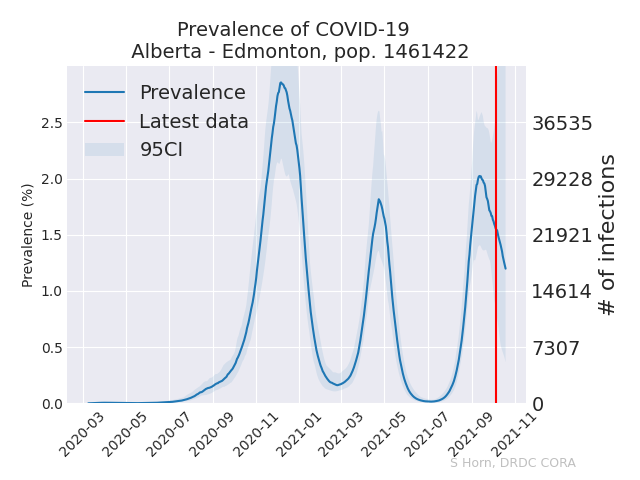 Prevalence of COVID-19
Alberta - Edmonton, pop. 1461422
Prevalence
Latest data
95CI
Prevalence (%)
2.5
2.0
1.5
1.0
0.5
0.0
36535
29228
21921
14614
7307
0
# of infections
2020-03
2020-05
2020-07
2020-09
2020-11
2021-01
2021-03
2021-05
2021-07
2021-09
2021-11
S Horn, DRDC CORA